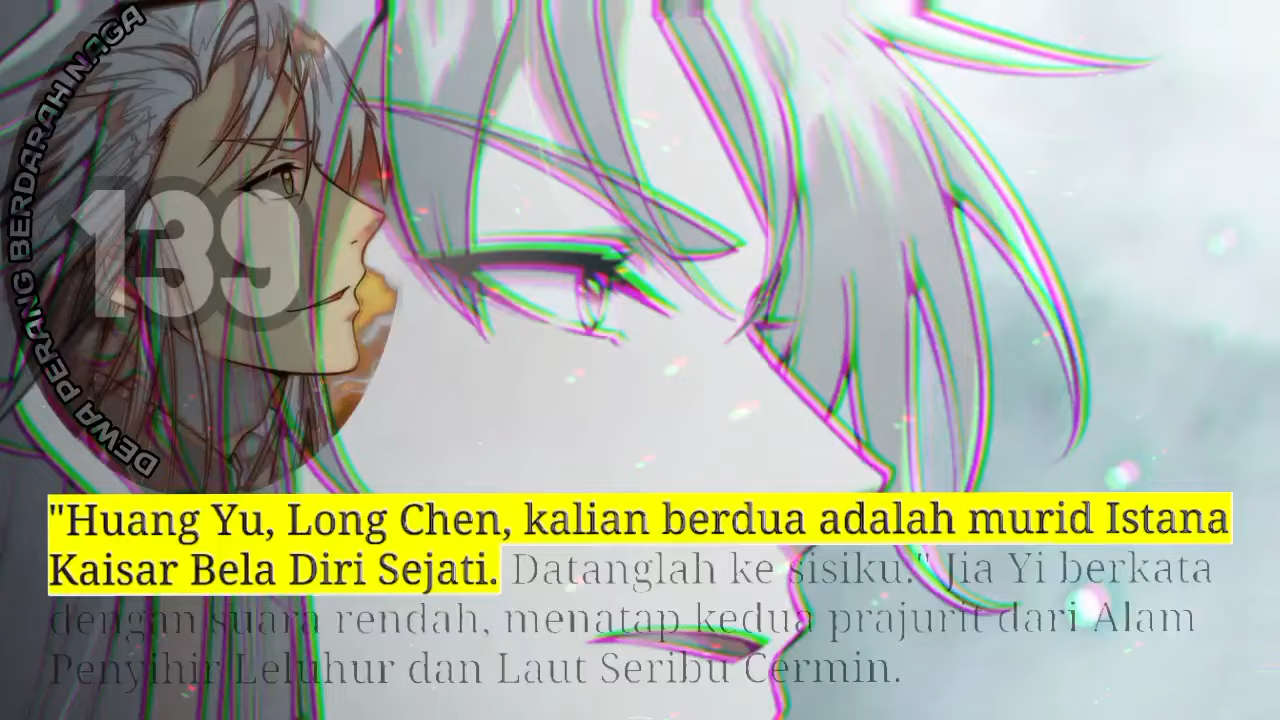 DEWA PERANG BERDARAH NAGA
139
"Huang Yu, Long Chen, kalian berdua adalah murid Istana
Kaisar Bela Diri Sejati. Datanglah ke sisiku." Jia Yi berkata
dengan suara rendah, menatap kedua prajurit dari Alam
Penyihir Leluhur dan Laut Seribu Cermin.